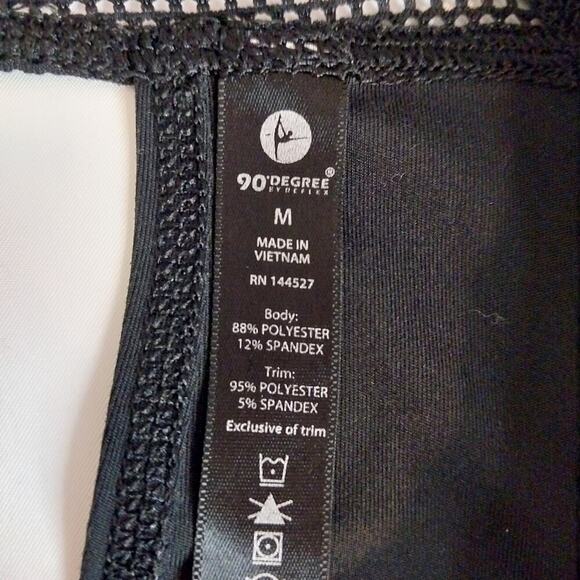 90°DEGREE®
BY REFLEX
M
MADE IN
VIETNAM
RN 144527
Body:
88% POLYESTER
12% SPANDEX
Trim:
95% POLYESTER
5% SPANDEX
Exclusive of trim